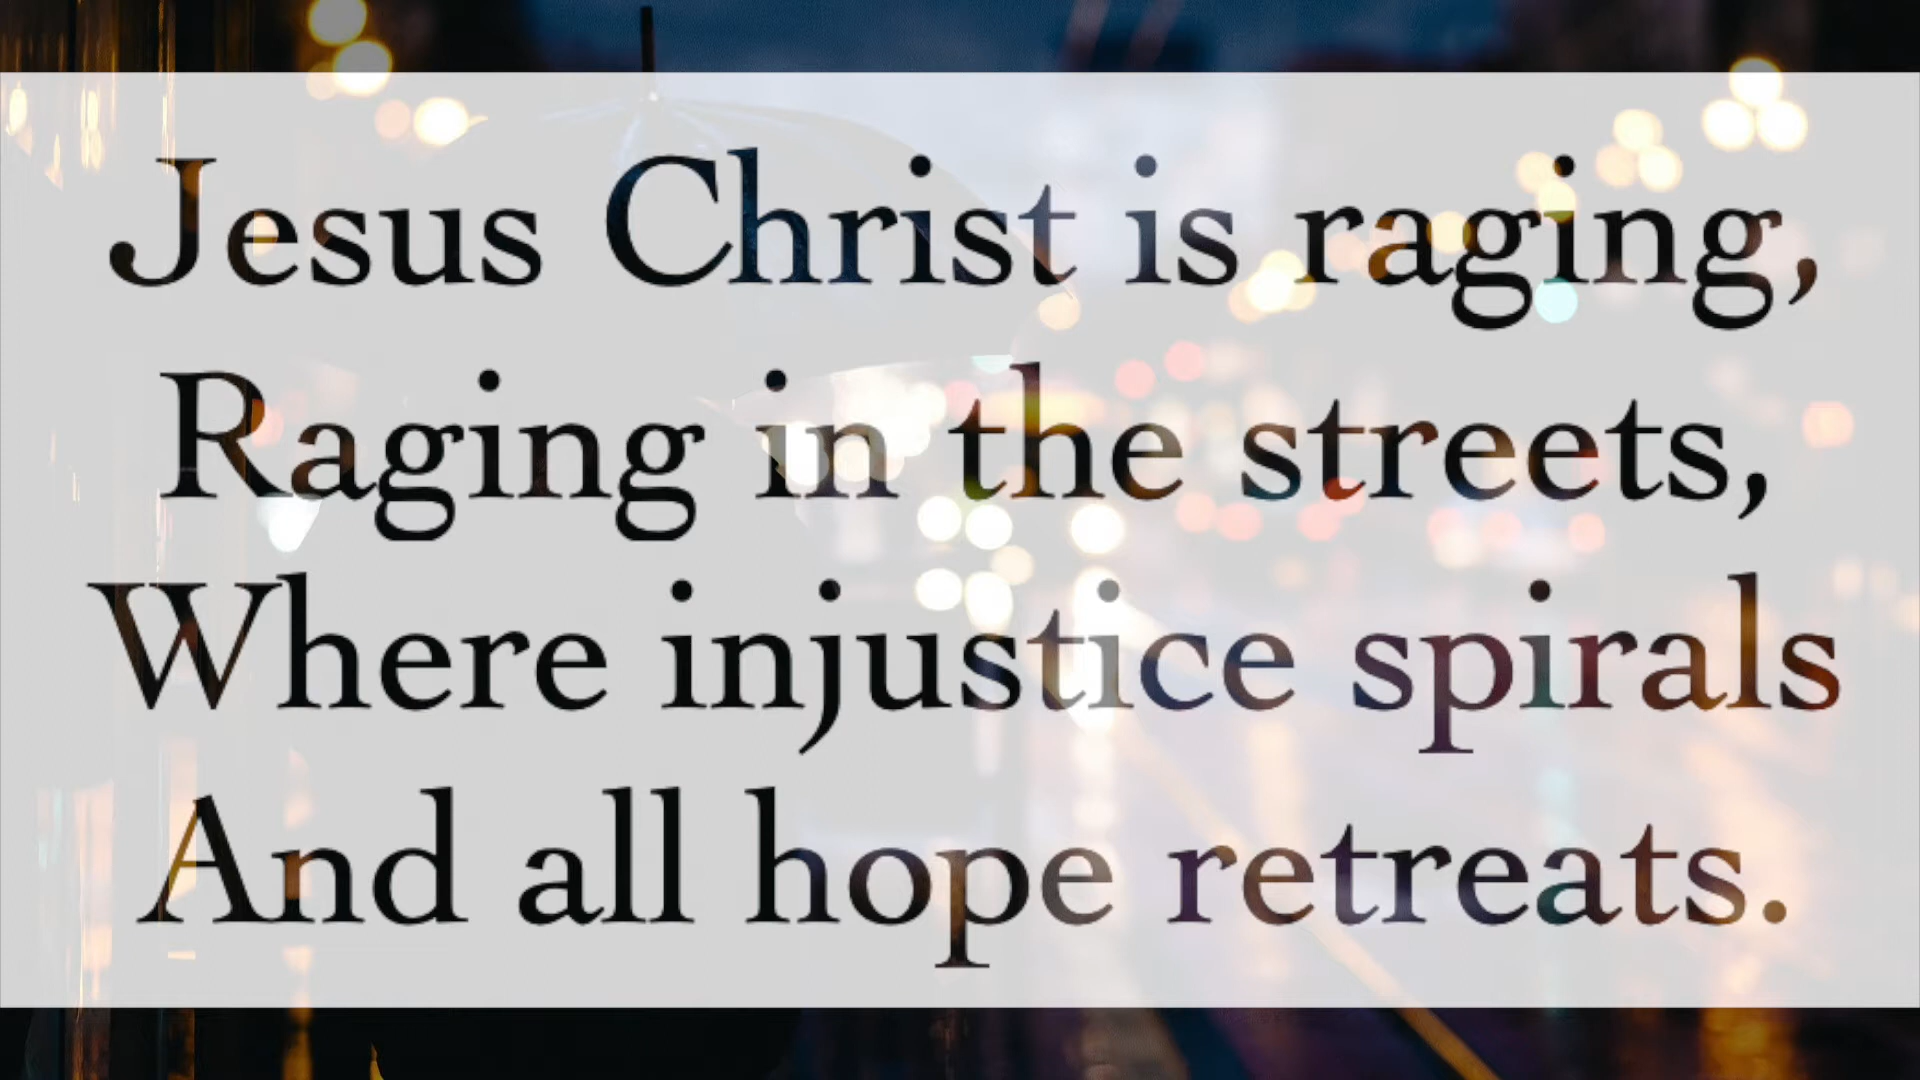 Jesus Christ is raging,
Raging in the streets,
Where injustice spirals
And all hope retreats.